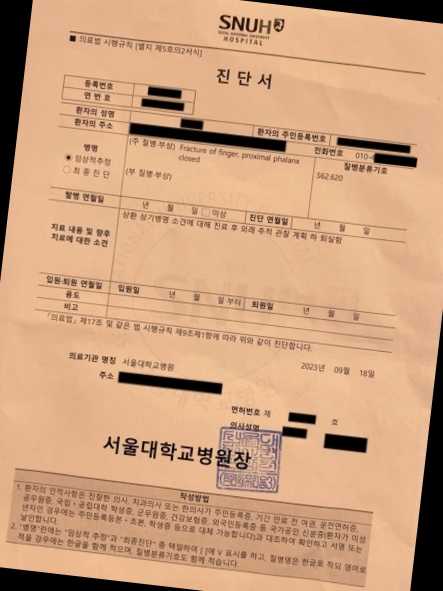 SNUH
SEOUL NATIONAL UNIVERSITY
HOSPITAL
■ 의료법 시행규칙 [별지 제5호의2서식]
진 단 서
등록번호
연 번 호
환자의 성명
환자의 주민등록번호
환자의 주소
전화번호 010-4
병명
(주 질병·부상) Fracture of finger, proximal phalanx
closed
질병분류기호
임상적추정
최 종 진 단
S62.620
(부 질병·부상)
발병 연월일 년 월 일 미상 진단 연월일 년 월 일
치료 내용 및 향후
치료에 대한 소견
상환 상기병명 소견에 대해 진료 후 외래 추적 관찰 계획 하 퇴실함
입원·퇴원 연월일 입원일 년 월 일 부터 퇴원일 년 월 일
용도
비고
「의료법」 제17조 및 같은 법 시행규칙 제9조제1항에 따라 위와 같이 진단합니다.
2023년 09월 18일
의료기관 명칭 서울대학교병원
주소
면허번호 제 호
의사성명
서울대학교병원장
작성방법
1. 환자의 인적사항은 진찰한 의사, 치과의사 또는 한의사가 주민등록증, 기간 만료 전 여권, 운전면허증,
공무원증, 국립·공립대학 학생증, 군무원증, 건강보험증, 외국인등록증 등 국가공인 신분증(환자가 미성
년자인 경우에는 주민등록등본·초본, 학생증 등으로 대체 가능합니다)과 대조하여 확인하고 서명 또는
날인합니다.
2. "병명"란에는 "임상적 추정"과 "최종진단" 중 택일하여 [ ]에 V 표시를 하고, 질병명은 한글로 적되 영어로
적을 경우에는 한글을 함께 적으며, 질병분류기호도 함께 적습니다.